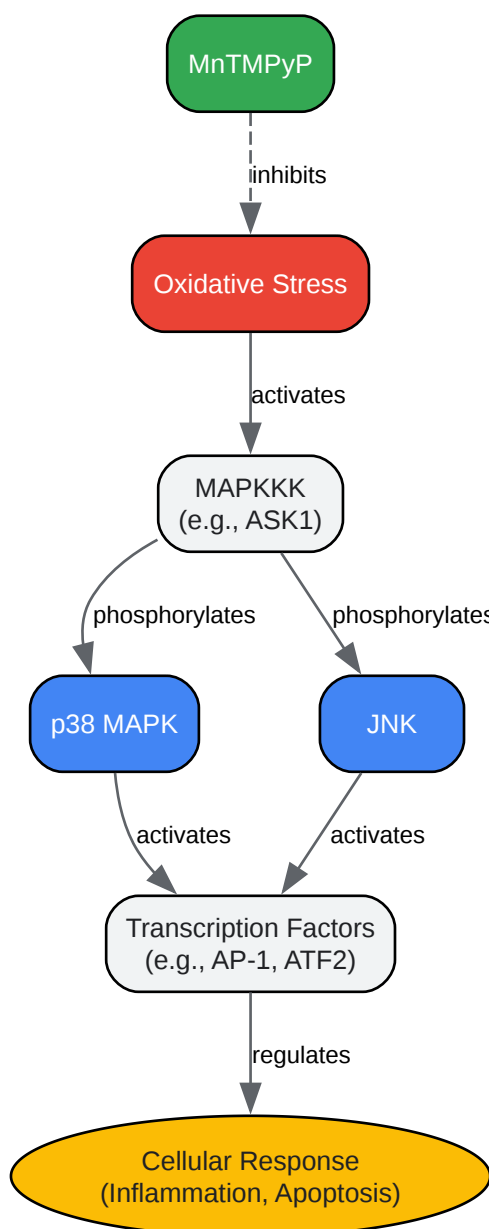 MnTMPyP
inhibits
Oxidative Stress
activates
MAPKKK
(e.g., ASK1)
phosphorylates
phosphorylates
p38 MAPK
JNK
activates
activates
Transcription Factors
(e.g., AP-1, ATF2)
regulates
Cellular Response
(Inflammation, Apoptosis)